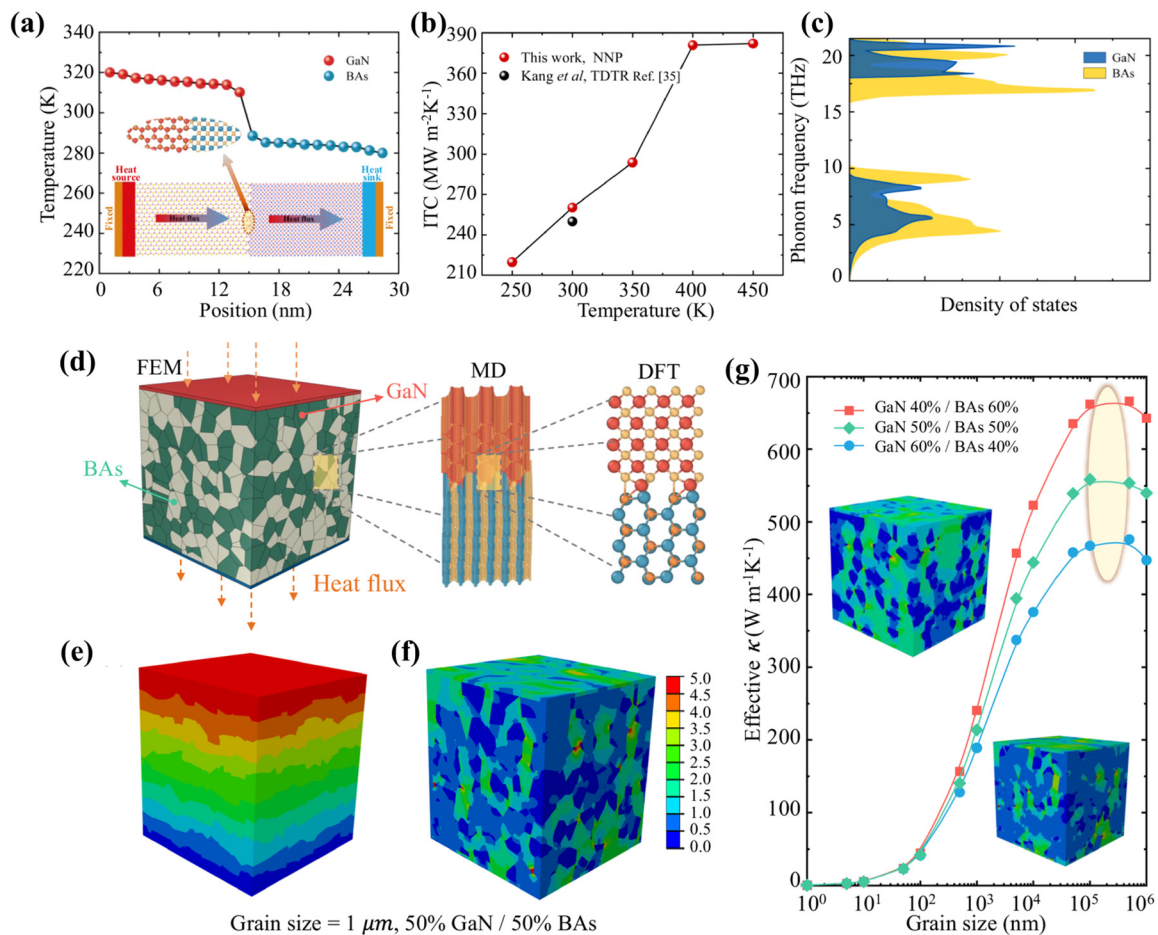 (a)
GaN
BAs
340
320
300
280
260
240
220
Temperature (K)
Heat source
Heat sink
Fixed
Heat flux
Heat flux
Fixed
0 6 12 18 24 30
Position (nm)
(b)
This work, NNP
Kang et al, TDTR Ref. [35]
390
360
330
300
270
240
210
ITC (MW m⁻²K⁻¹)
250 300 350 400 450
Temperature (K)
(c)
GaN
BAs
20
15
10
5
0
Phonon frequency (THz)
Density of states
(d)
FEM
MD
DFT
GaN
BAs
Heat flux
(e)
(f)
5.0
4.5
4.0
3.5
3.0
2.5
2.0
1.5
1.0
0.5
0.0
Grain size = 1 μm, 50% GaN / 50% BAs
(g)
GaN 40% / BAs 60%
GaN 50% / BAs 50%
GaN 60% / BAs 40%
700
600
500
400
300
200
100
0
Effective κ (W m⁻¹K⁻¹)
10⁰ 10¹ 10² 10³ 10⁴ 10⁵ 10⁶
Grain size (nm)